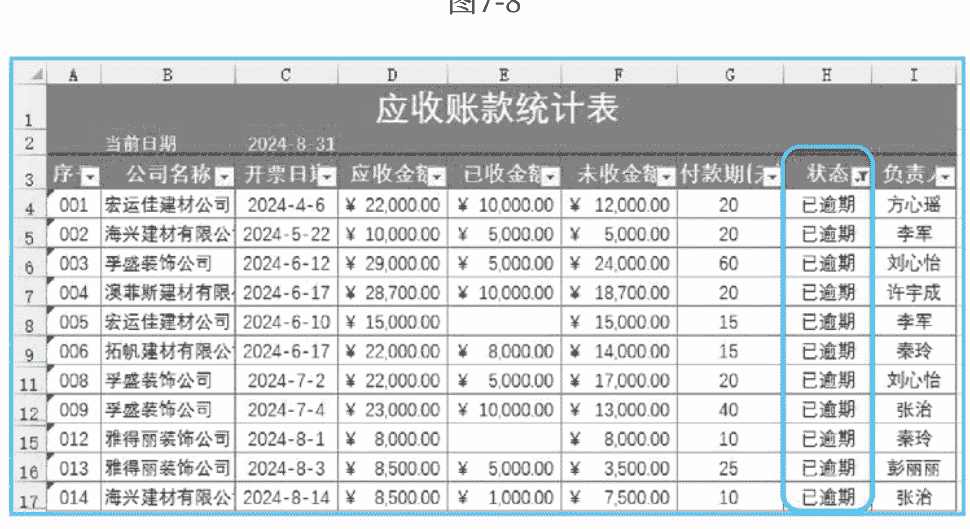 图7-8
A B C D E F G H I
1 应收账款统计表
2 当前日期 2024-8-31
3 序 公司名称 开票日期 应收金额 已收金额 未收金额 付款期(天 状态 负责人
4 001 宏运佳建材公司 2024-4-6 ¥ 22,000.00 ¥ 10,000.00 ¥ 12,000.00 20 已逾期 方心瑶
5 002 海兴建材有限公 2024-5-22 ¥ 10,000.00 ¥ 5,000.00 ¥ 5,000.00 20 已逾期 李军
6 003 孚盛装饰公司 2024-6-12 ¥ 29,000.00 ¥ 5,000.00 ¥ 24,000.00 60 已逾期 刘心怡
7 004 澳菲斯建材有限 2024-6-17 ¥ 28,700.00 ¥ 10,000.00 ¥ 18,700.00 20 已逾期 许宇成
8 005 宏运佳建材公司 2024-6-10 ¥ 15,000.00 ¥ 15,000.00 15 已逾期 李军
9 006 拓帆建材有限公 2024-6-17 ¥ 22,000.00 ¥ 8,000.00 ¥ 14,000.00 15 已逾期 秦玲
11 008 孚盛装饰公司 2024-7-2 ¥ 22,000.00 ¥ 5,000.00 ¥ 17,000.00 20 已逾期 刘心怡
12 009 孚盛装饰公司 2024-7-4 ¥ 23,000.00 ¥ 10,000.00 ¥ 13,000.00 40 已逾期 张治
15 012 雅得丽装饰公司 2024-8-1 ¥ 8,000.00 ¥ 8,000.00 10 已逾期 秦玲
16 013 雅得丽装饰公司 2024-8-3 ¥ 8,500.00 ¥ 5,000.00 ¥ 3,500.00 25 已逾期 彭丽丽
17 014 海兴建材有限公 2024-8-14 ¥ 8,500.00 ¥ 1,000.00 ¥ 7,500.00 10 已逾期 张治